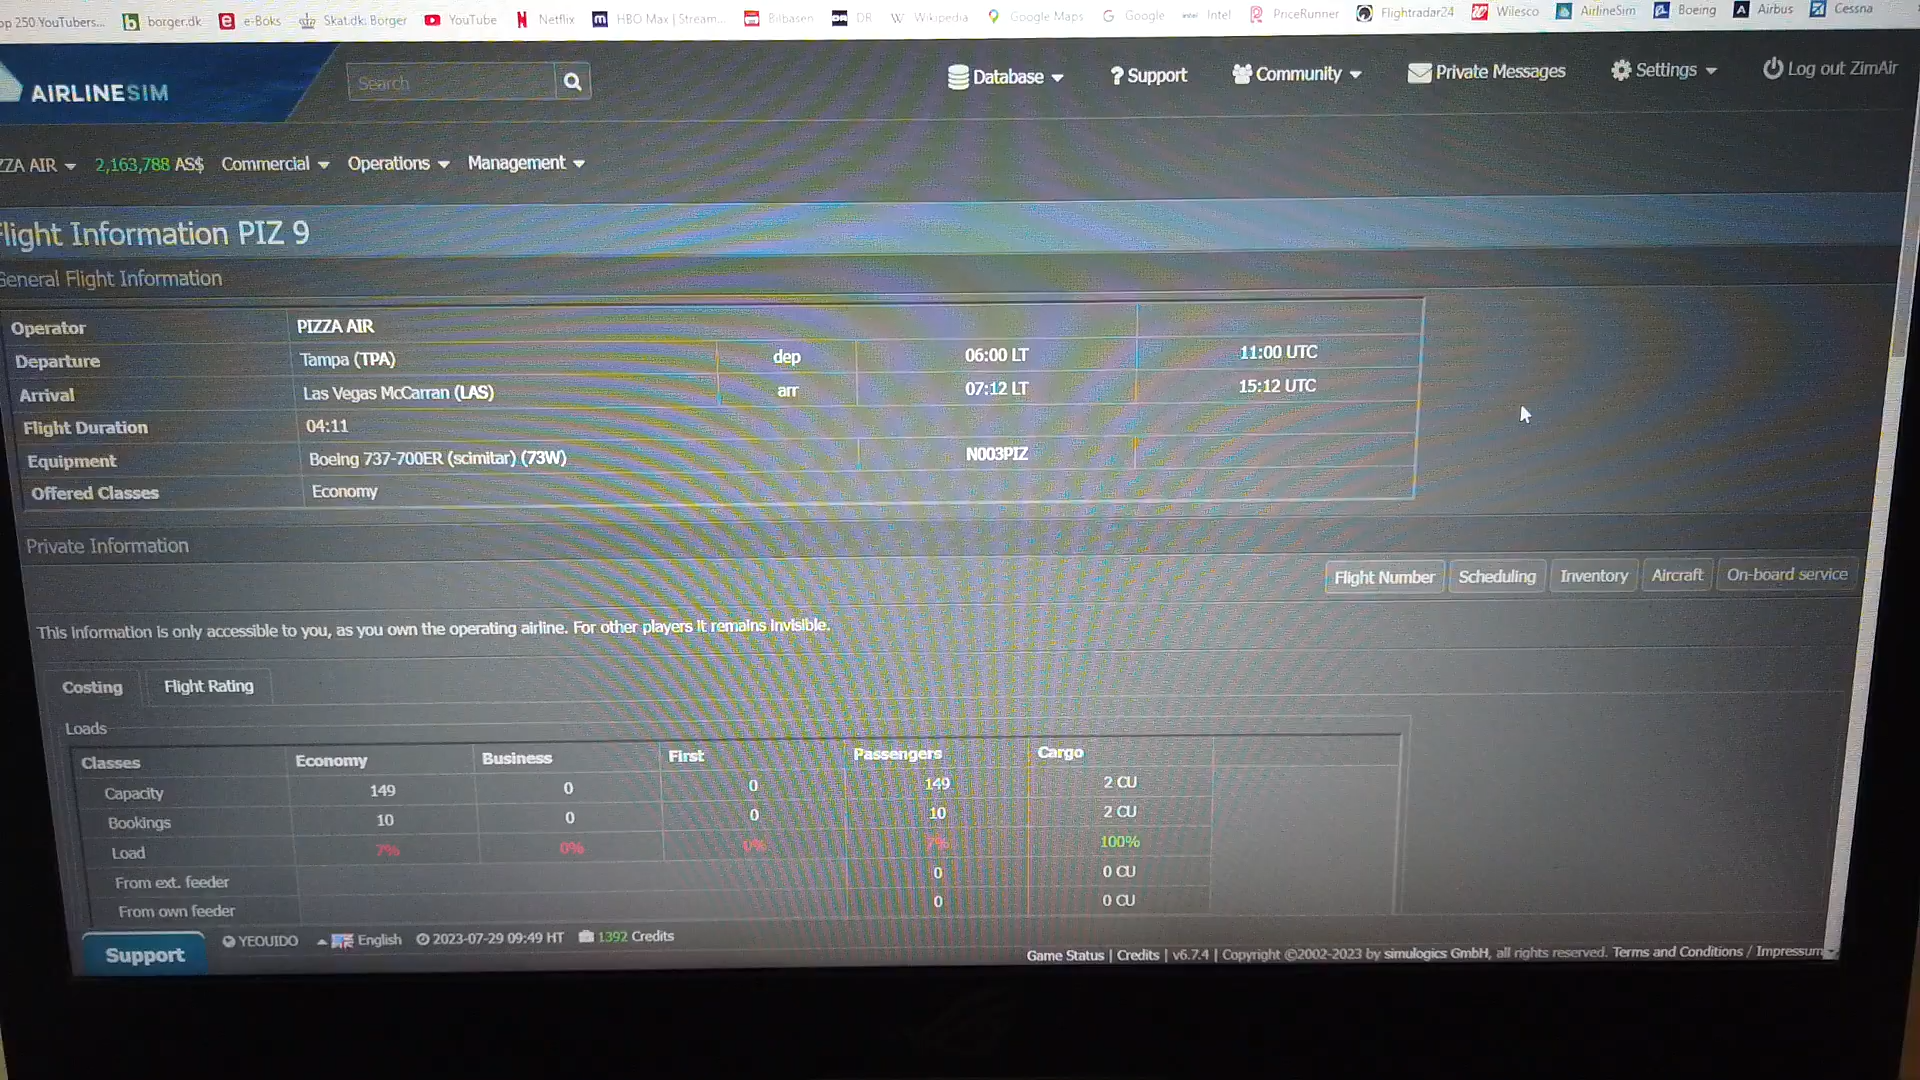 op 250 YouTubers... borger.dk e-Boks Skat.dk: Borger YouTube Netflix HBO Max | Stream... Bilbasen DR Wikipedia Google Maps Google intel Intel PriceRunner Flightradar24 Wilesco AirlineSim Boeing Airbus Cessna
AIRLINESIM Search Database Support Community Private Messages Settings Log out ZimAir
ZZA AIR 2,163,788 AS$ Commercial Operations Management
Flight Information PIZ 9
General Flight Information
Operator PIZZA AIR
Departure Tampa (TPA) dep 06:00 LT 11:00 UTC
Arrival Las Vegas McCarran (LAS) arr 07:12 LT 15:12 UTC
Flight Duration 04:11
Equipment Boeing 737-700ER (scimitar) (73W) N003PIZ
Offered Classes Economy
Private Information
Flight Number Scheduling Inventory Aircraft On-board service
This information is only accessible to you, as you own the operating airline. For other players it remains invisible.
Costing Flight Rating
Loads
Classes Economy Business First Passengers Cargo
Capacity 149 0 0 149 2 CU
Bookings 10 0 0 10 2 CU
Load 7% 0% 0% 7% 100%
From ext. feeder 0 0 CU
From own feeder 0 0 CU
Support YEOUIDO English 2023-07-29 09:49 HT 1392 Credits
Game Status | Credits | v6.7.4 | Copyright ©2002-2023 by simulogics GmbH, all rights reserved. Terms and Conditions / Impressum